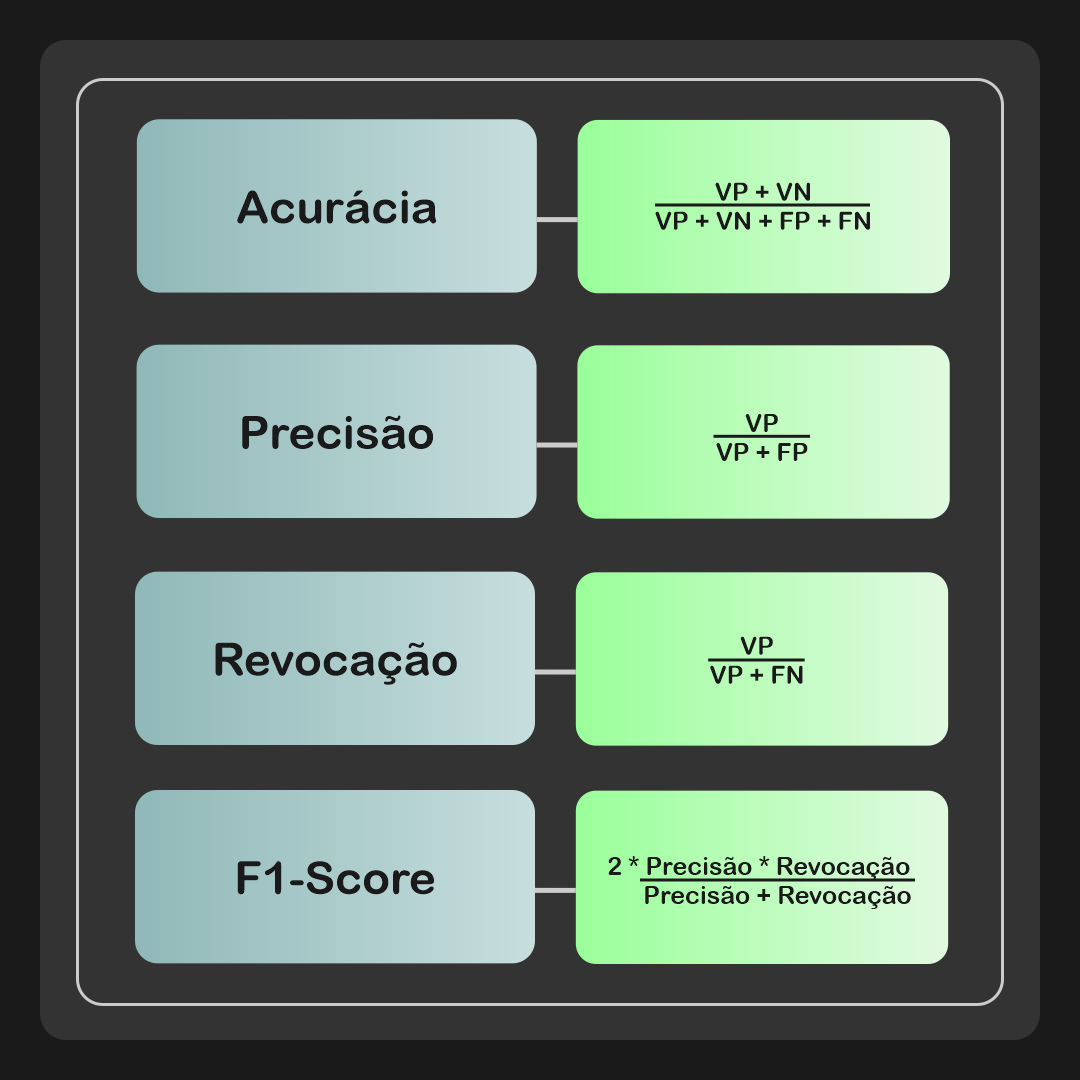 Acurácia
VP + VN
VP + VN + FP + FN
Precisão
VP
VP + FP
Revocação
VP
VP + FN
F1-Score
2 * Precisão * Revocação
Precisão + Revocação